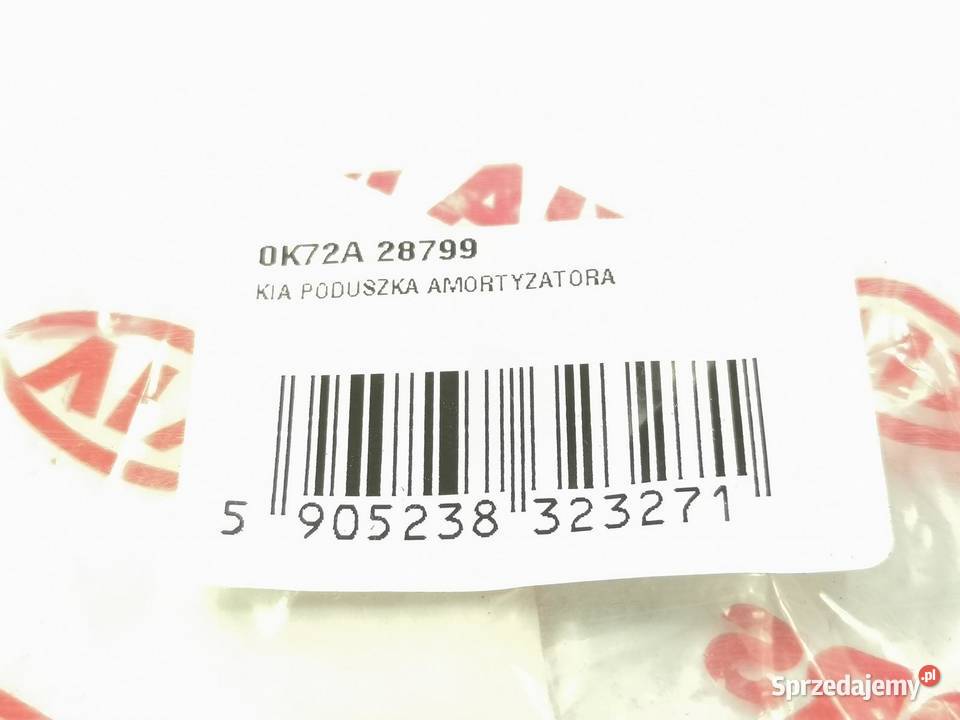 0K72A 28799
KIA PODUSZKA AMORTYZATORA
5 905238 323271
Sprzedajemy.pl